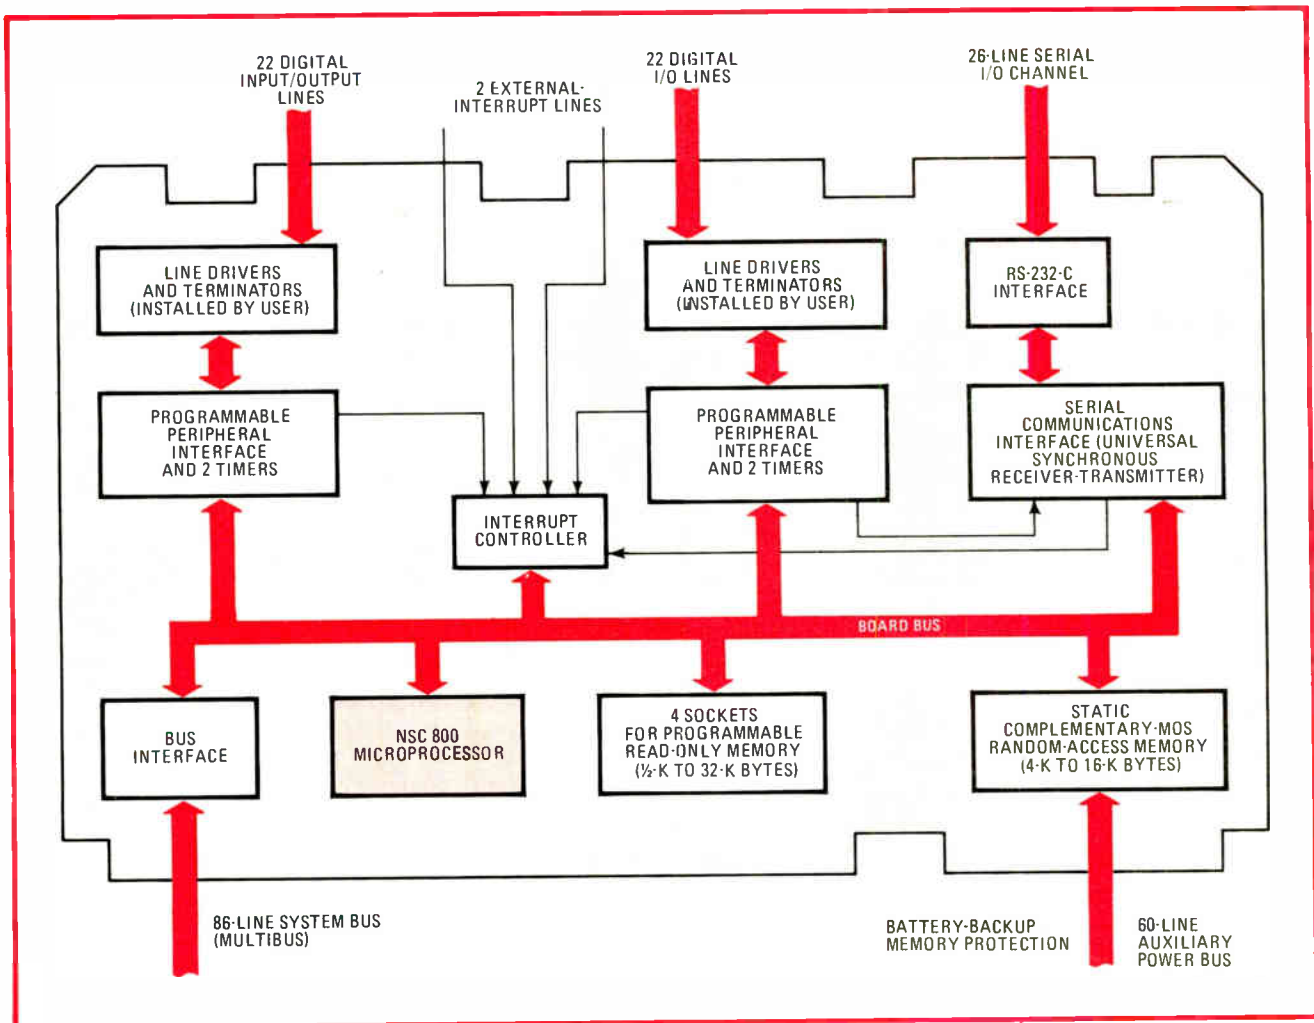 22 DIGITAL
INPUT/OUTPUT
LINES
2 EXTERNAL-
INTERRUPT LINES
22 DIGITAL
I/O LINES
26-LINE SERIAL
I/O CHANNEL
LINE DRIVERS
AND TERMINATORS
(INSTALLED BY USER)
LINE DRIVERS
AND TERMINATORS
(INSTALLED BY USER)
RS-232-C
INTERFACE
PROGRAMMABLE
PERIPHERAL
INTERFACE
AND 2 TIMERS
PROGRAMMABLE
PERIPHERAL
INTERFACE
AND 2 TIMERS
SERIAL
COMMUNICATIONS
INTERFACE (UNIVERSAL
SYNCHRONOUS
RECEIVER-TRANSMITTER)
INTERRUPT
CONTROLLER
BOARD BUS
BUS
INTERFACE
NSC 800
MICROPROCESSOR
4 SOCKETS
FOR PROGRAMMABLE
READ-ONLY MEMORY
(½-K TO 32-K BYTES)
STATIC
COMPLEMENTARY-MOS
RANDOM-ACCESS MEMORY
(4-K TO 16-K BYTES)
86-LINE SYSTEM BUS
(MULTIBUS)
BATTERY-BACKUP
MEMORY PROTECTION
60-LINE
AUXILIARY
POWER BUS